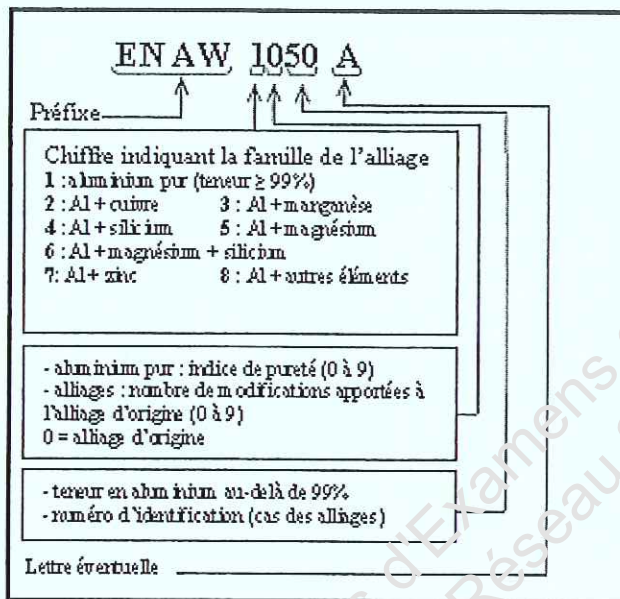 EN AW 1050 A
Préfixe
Chiffre indiquant la famille de l'alliage
1 : aluminium pur (teneur ≥ 99%)
2 : Al + cuivre 3 : Al + manganèse
4 : Al + silicium 5 : Al + magnésium
6 : Al + magnésium + silicium
7: Al + zinc 8 : Al + autres éléments
- aluminium pur : indice de pureté (0 à 9)
- alliages : nombre de modifications apportées à
l'alliage d'origine (0 à 9)
0 = alliage d'origine
- teneur en aluminium au-delà de 99%
- numéro d'identification (cas des alliages)
Lettre éventuelle
d'Examens
Réseau